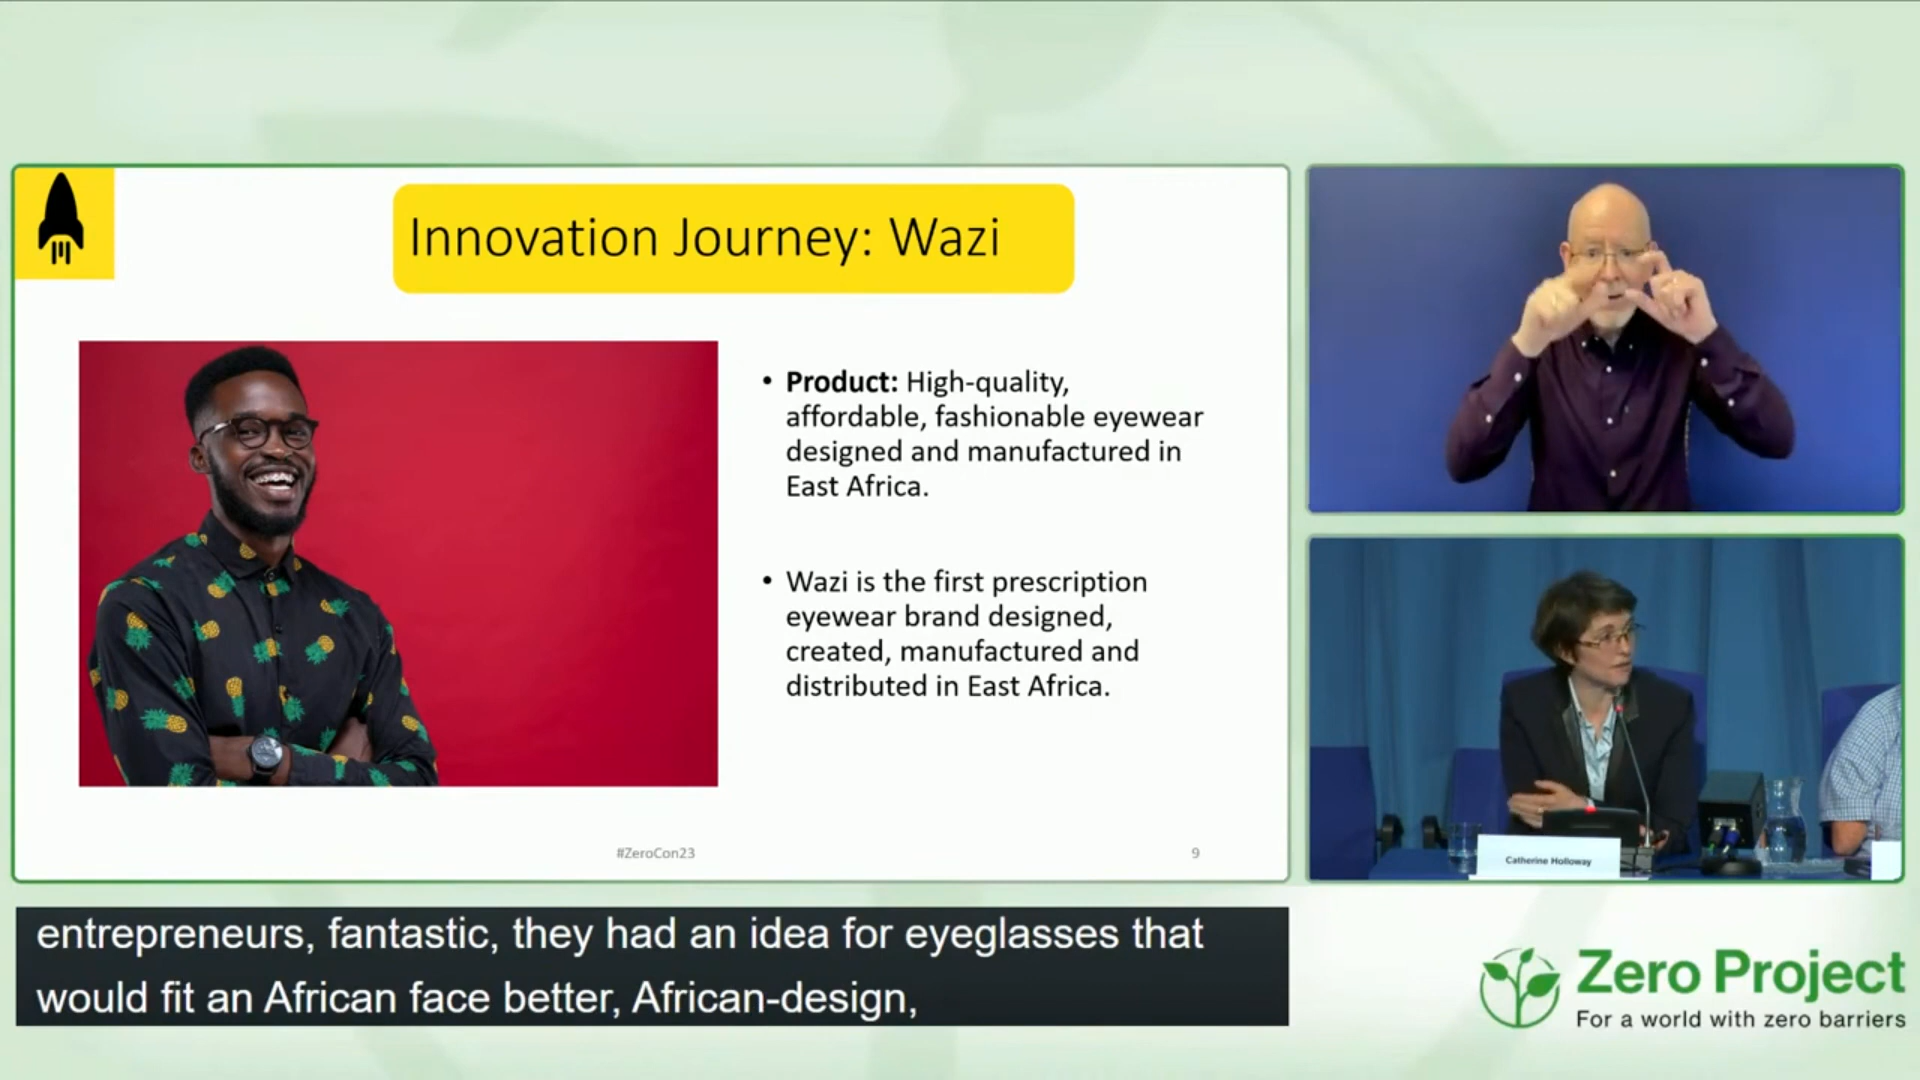 Innovation Journey: Wazi
• Product: High-quality,
affordable, fashionable eyewear
designed and manufactured in
East Africa.
• Wazi is the first prescription
eyewear brand designed,
created, manufactured and
distributed in East Africa.
#ZeroCon23
9
Catherine Holloway
entrepreneurs, fantastic, they had an idea for eyeglasses that
would fit an African face better, African-design,
Zero Project
For a world with zero barriers